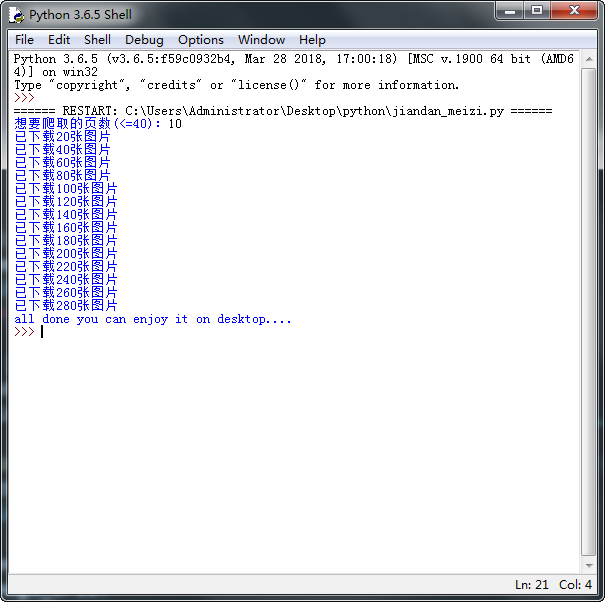 Python 3.6.5 Shell
File Edit Shell Debug Options Window Help
Python 3.6.5 (v3.6.5:f59c0932b4, Mar 28 2018, 17:00:18) [MSC v.1900 64 bit (AMD6
4)] on win32
Type "copyright", "credits" or "license()" for more information.
>>>
====== RESTART: C:\Users\Administrator\Desktop\python\jiandan_meizi.py ======
想要爬取的页数(<=40): 10
已下载20张图片
已下载40张图片
已下载60张图片
已下载80张图片
已下载100张图片
已下载120张图片
已下载140张图片
已下载160张图片
已下载180张图片
已下载200张图片
已下载220张图片
已下载240张图片
已下载260张图片
已下载280张图片
all done you can enjoy it on desktop....
>>>
Ln: 21 Col: 4